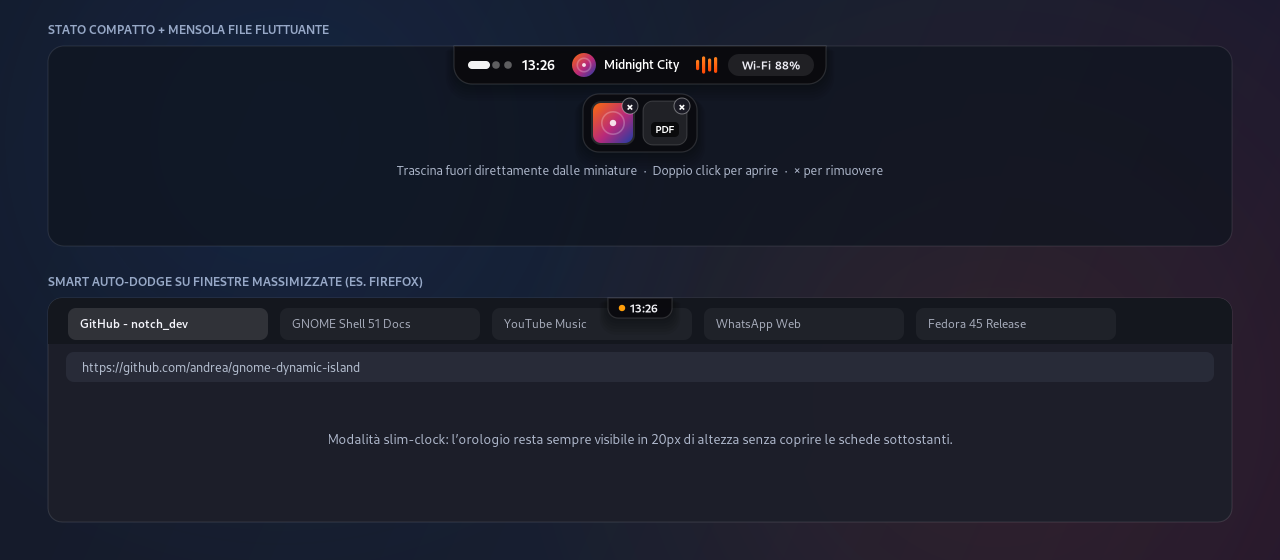 STATO COMPATTO + MENSOLA FILE FLUTTUANTE
13:26 Midnight City Wi-Fi 88%
× ×
PDF
Trascina fuori direttamente dalle miniature · Doppio click per aprire · × per rimuovere
SMART AUTO-DODGE SU FINESTRE MASSIMIZZATE (ES. FIREFOX)
13:26
GitHub - notch_dev GNOME Shell 51 Docs YouTube Music WhatsApp Web Fedora 45 Release
https://github.com/andrea/gnome-dynamic-island
Modalità slim-clock: l'orologio resta sempre visibile in 20px di altezza senza coprire le schede sottostanti.